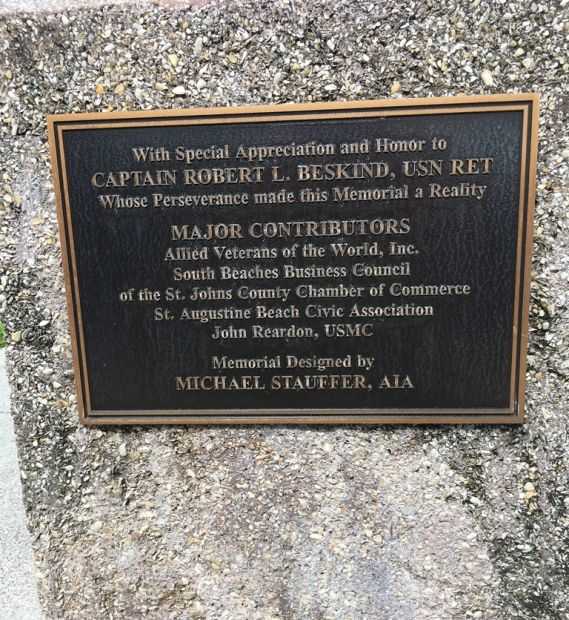 With Special Appreciation and Honor to
CAPTAIN ROBERT L. BESKIND, USN RET
Whose Perseverance made this Memorial a Reality
MAJOR CONTRIBUTORS
Allied Veterans of the World, Inc.
South Beaches Business Council
of the St. Johns County Chamber of Commerce
St. Augustine Beach Civic Association
John Reardon, USMC
Memorial Designed by
MICHAEL STAUFFER, AIA